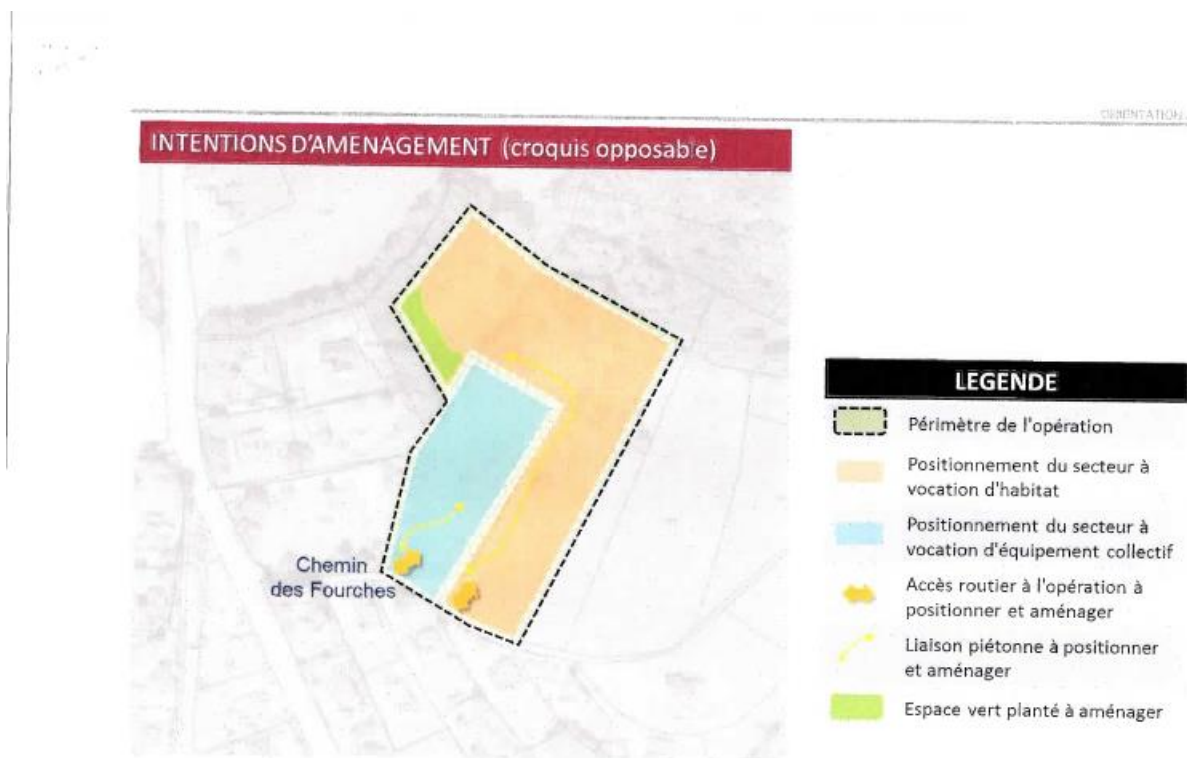 ORIENTATION
INTENTIONS D'AMENAGEMENT (croquis opposable)
Chemin
des Fourches
LEGENDE
Périmètre de l'opération
Positionnement du secteur à
vocation d'habitat
Positionnement du secteur à
vocation d'équipement collectif
Accès routier à l'opération à
positionner et aménager
Liaison piétonne à positionner
et aménager
Espace vert planté à aménager